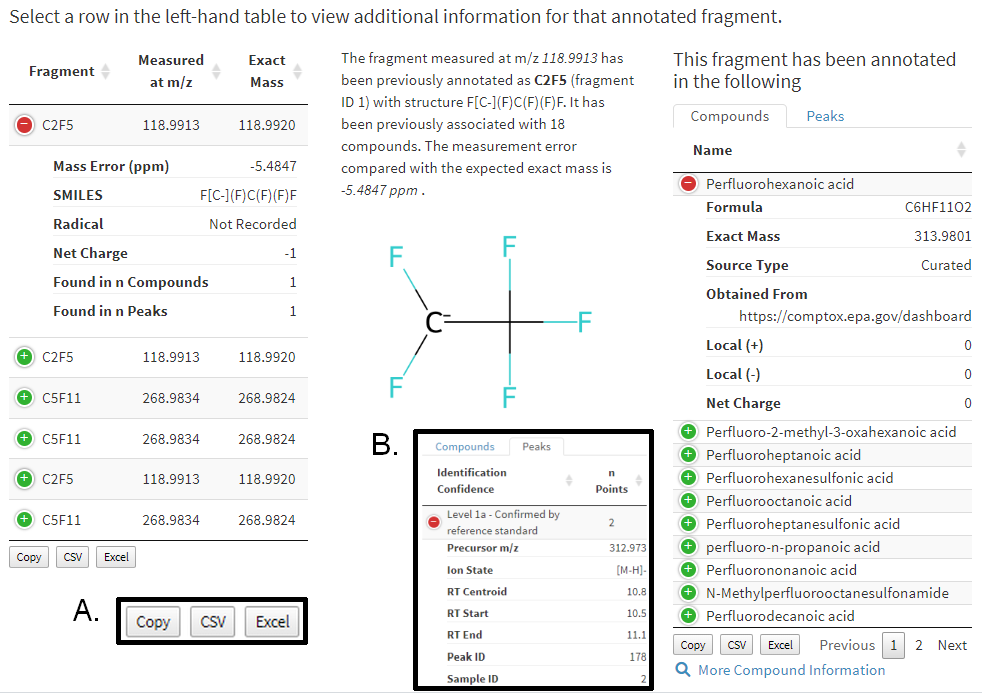 Select a row in the left-hand table to view additional information for that annotated fragment.
Fragment Measured at m/z Exact Mass
C2F5 118.9913 118.9920
Mass Error (ppm) -5.4847
SMILES F[C-](F)C(F)(F)F
Radical Not Recorded
Net Charge -1
Found in n Compounds 1
Found in n Peaks 1
C2F5 118.9913 118.9920
C5F11 268.9834 268.9824
C5F11 268.9834 268.9824
C2F5 118.9913 118.9920
C5F11 268.9834 268.9824
Copy CSV Excel
A.
Copy CSV Excel
The fragment measured at m/z 118.9913 has
been previously annotated as C2F5 (fragment
ID 1) with structure F[C-](F)C(F)(F)F. It has
been previously associated with 18
compounds. The measurement error
compared with the expected exact mass is
-5.4847 ppm .
F F
C- F
F F
B.
Compounds Peaks
Identification Confidence n Points
Level 1a - Confirmed by
reference standard 2
Precursor m/z 312.973
Ion State [M-H]-
RT Centroid 10.8
RT Start 10.5
RT End 11.1
Peak ID 178
Sample ID 2
This fragment has been annotated
in the following
Compounds Peaks
Name
Perfluorohexanoic acid
Formula C6HF11O2
Exact Mass 313.9801
Source Type Curated
Obtained From
https://comptox.epa.gov/dashboard
Local (+) 0
Local (-) 0
Net Charge 0
Perfluoro-2-methyl-3-oxahexanoic acid
Perfluoroheptanoic acid
Perfluorohexanesulfonic acid
Perfluorooctanoic acid
Perfluoroheptanesulfonic acid
perfluoro-n-propanoic acid
Perfluorononanoic acid
N-Methylperfluorooctanesulfonamide
Perfluorodecanoic acid
Copy CSV Excel Previous 1 2 Next
More Compound Information